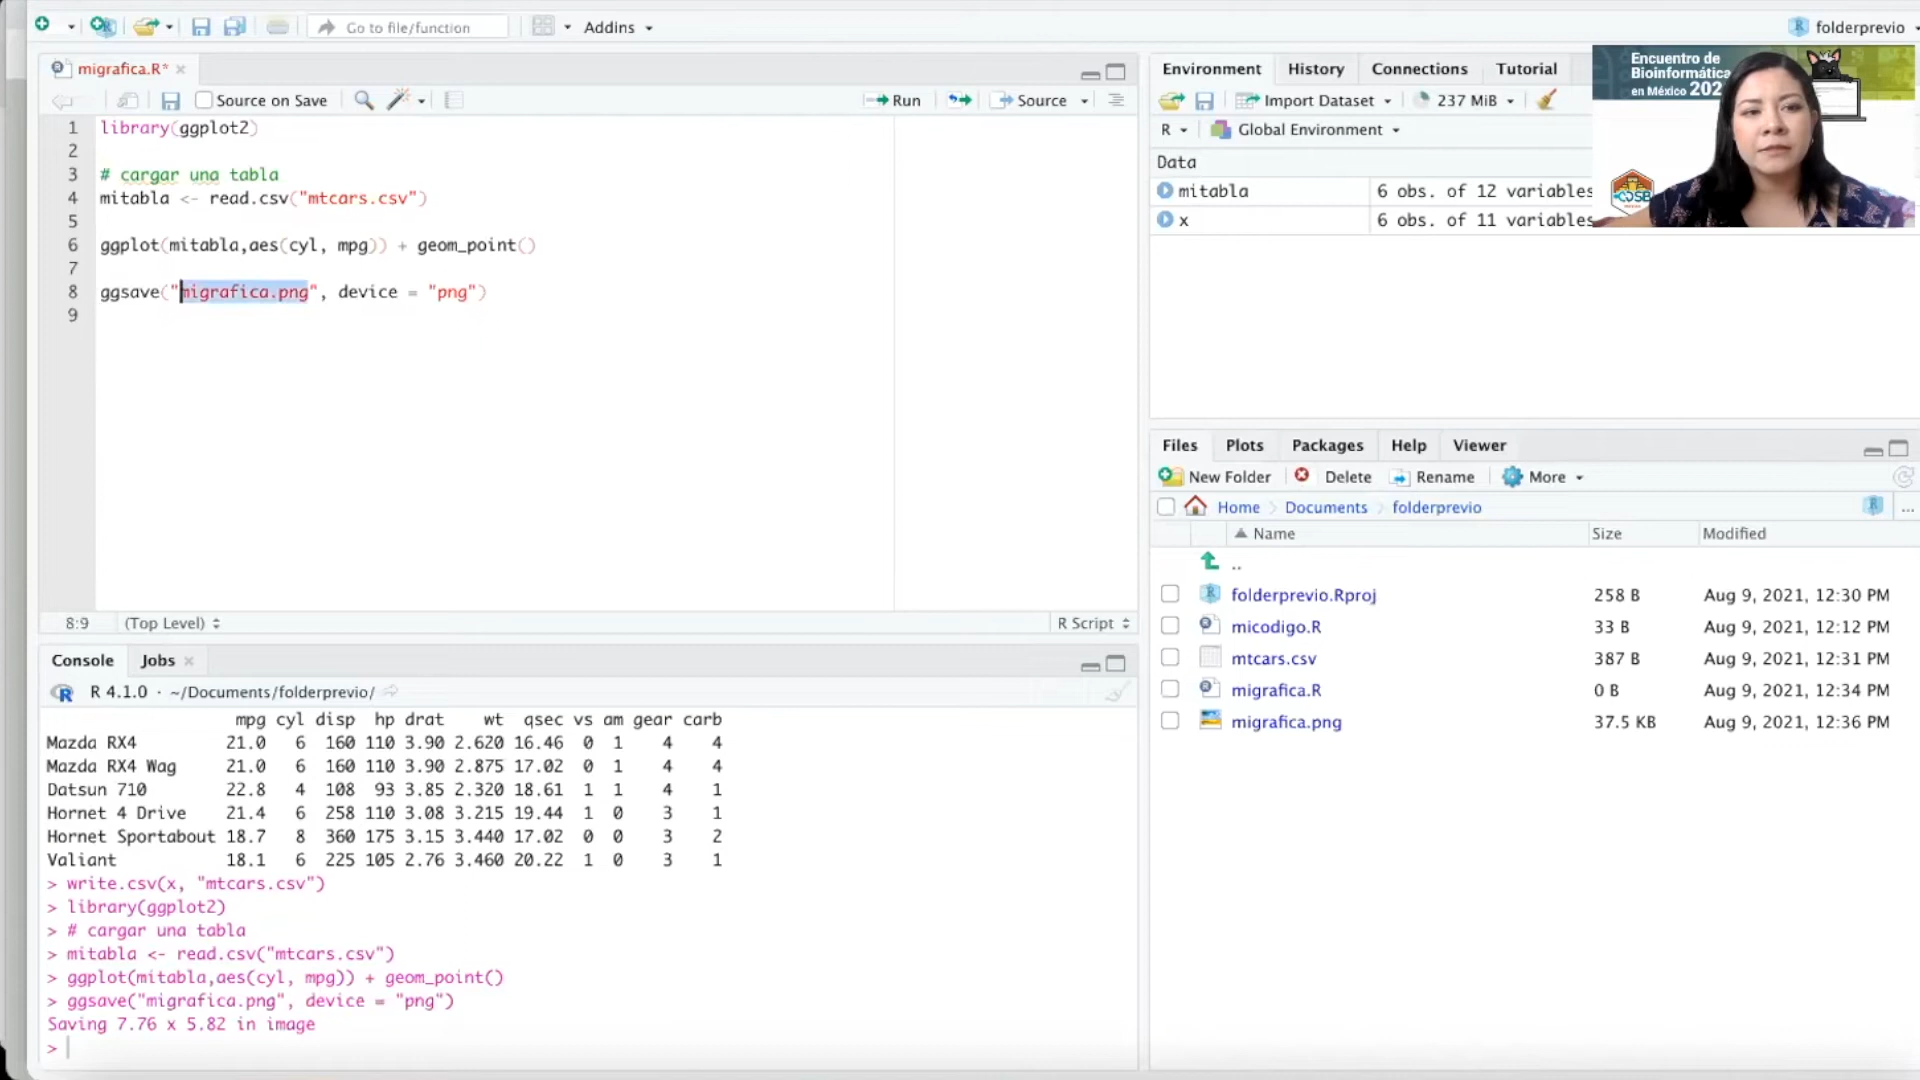 Go to file/function
Addins
folderprevio
migrafica.R*
Source on Save
Run
Source
1 library(ggplot2)
2
3 # cargar una tabla
4 mitabla <- read.csv("mtcars.csv")
5
6 ggplot(mitabla,aes(cyl, mpg)) + geom_point()
7
8 ggsave("migrafica.png", device = "png")
9
8:9 (Top Level) R Script
Console Jobs
R 4.1.0 · ~/Documents/folderprevio/
mpg cyl disp hp drat wt qsec vs am gear carb
Mazda RX4 21.0 6 160 110 3.90 2.620 16.46 0 1 4 4
Mazda RX4 Wag 21.0 6 160 110 3.90 2.875 17.02 0 1 4 4
Datsun 710 22.8 4 108 93 3.85 2.320 18.61 1 1 4 1
Hornet 4 Drive 21.4 6 258 110 3.08 3.215 19.44 1 0 3 1
Hornet Sportabout 18.7 8 360 175 3.15 3.440 17.02 0 0 3 2
Valiant 18.1 6 225 105 2.76 3.460 20.22 1 0 3 1
> write.csv(x, "mtcars.csv")
> library(ggplot2)
> # cargar una tabla
> mitabla <- read.csv("mtcars.csv")
> ggplot(mitabla,aes(cyl, mpg)) + geom_point()
> ggsave("migrafica.png", device = "png")
Saving 7.76 x 5.82 in image
>
Environment History Connections Tutorial
Import Dataset 237 MiB
R Global Environment
Data
mitabla 6 obs. of 12 variables
x 6 obs. of 11 variables
Encuentro de
Bioinformática
en México 202
CDSB
Files Plots Packages Help Viewer
New Folder Delete Rename More
Home Documents folderprevio
...
Name Size Modified
..
folderprevio.Rproj 258 B Aug 9, 2021, 12:30 PM
micodigo.R 33 B Aug 9, 2021, 12:12 PM
mtcars.csv 387 B Aug 9, 2021, 12:31 PM
migrafica.R 0 B Aug 9, 2021, 12:34 PM
migrafica.png 37.5 KB Aug 9, 2021, 12:36 PM